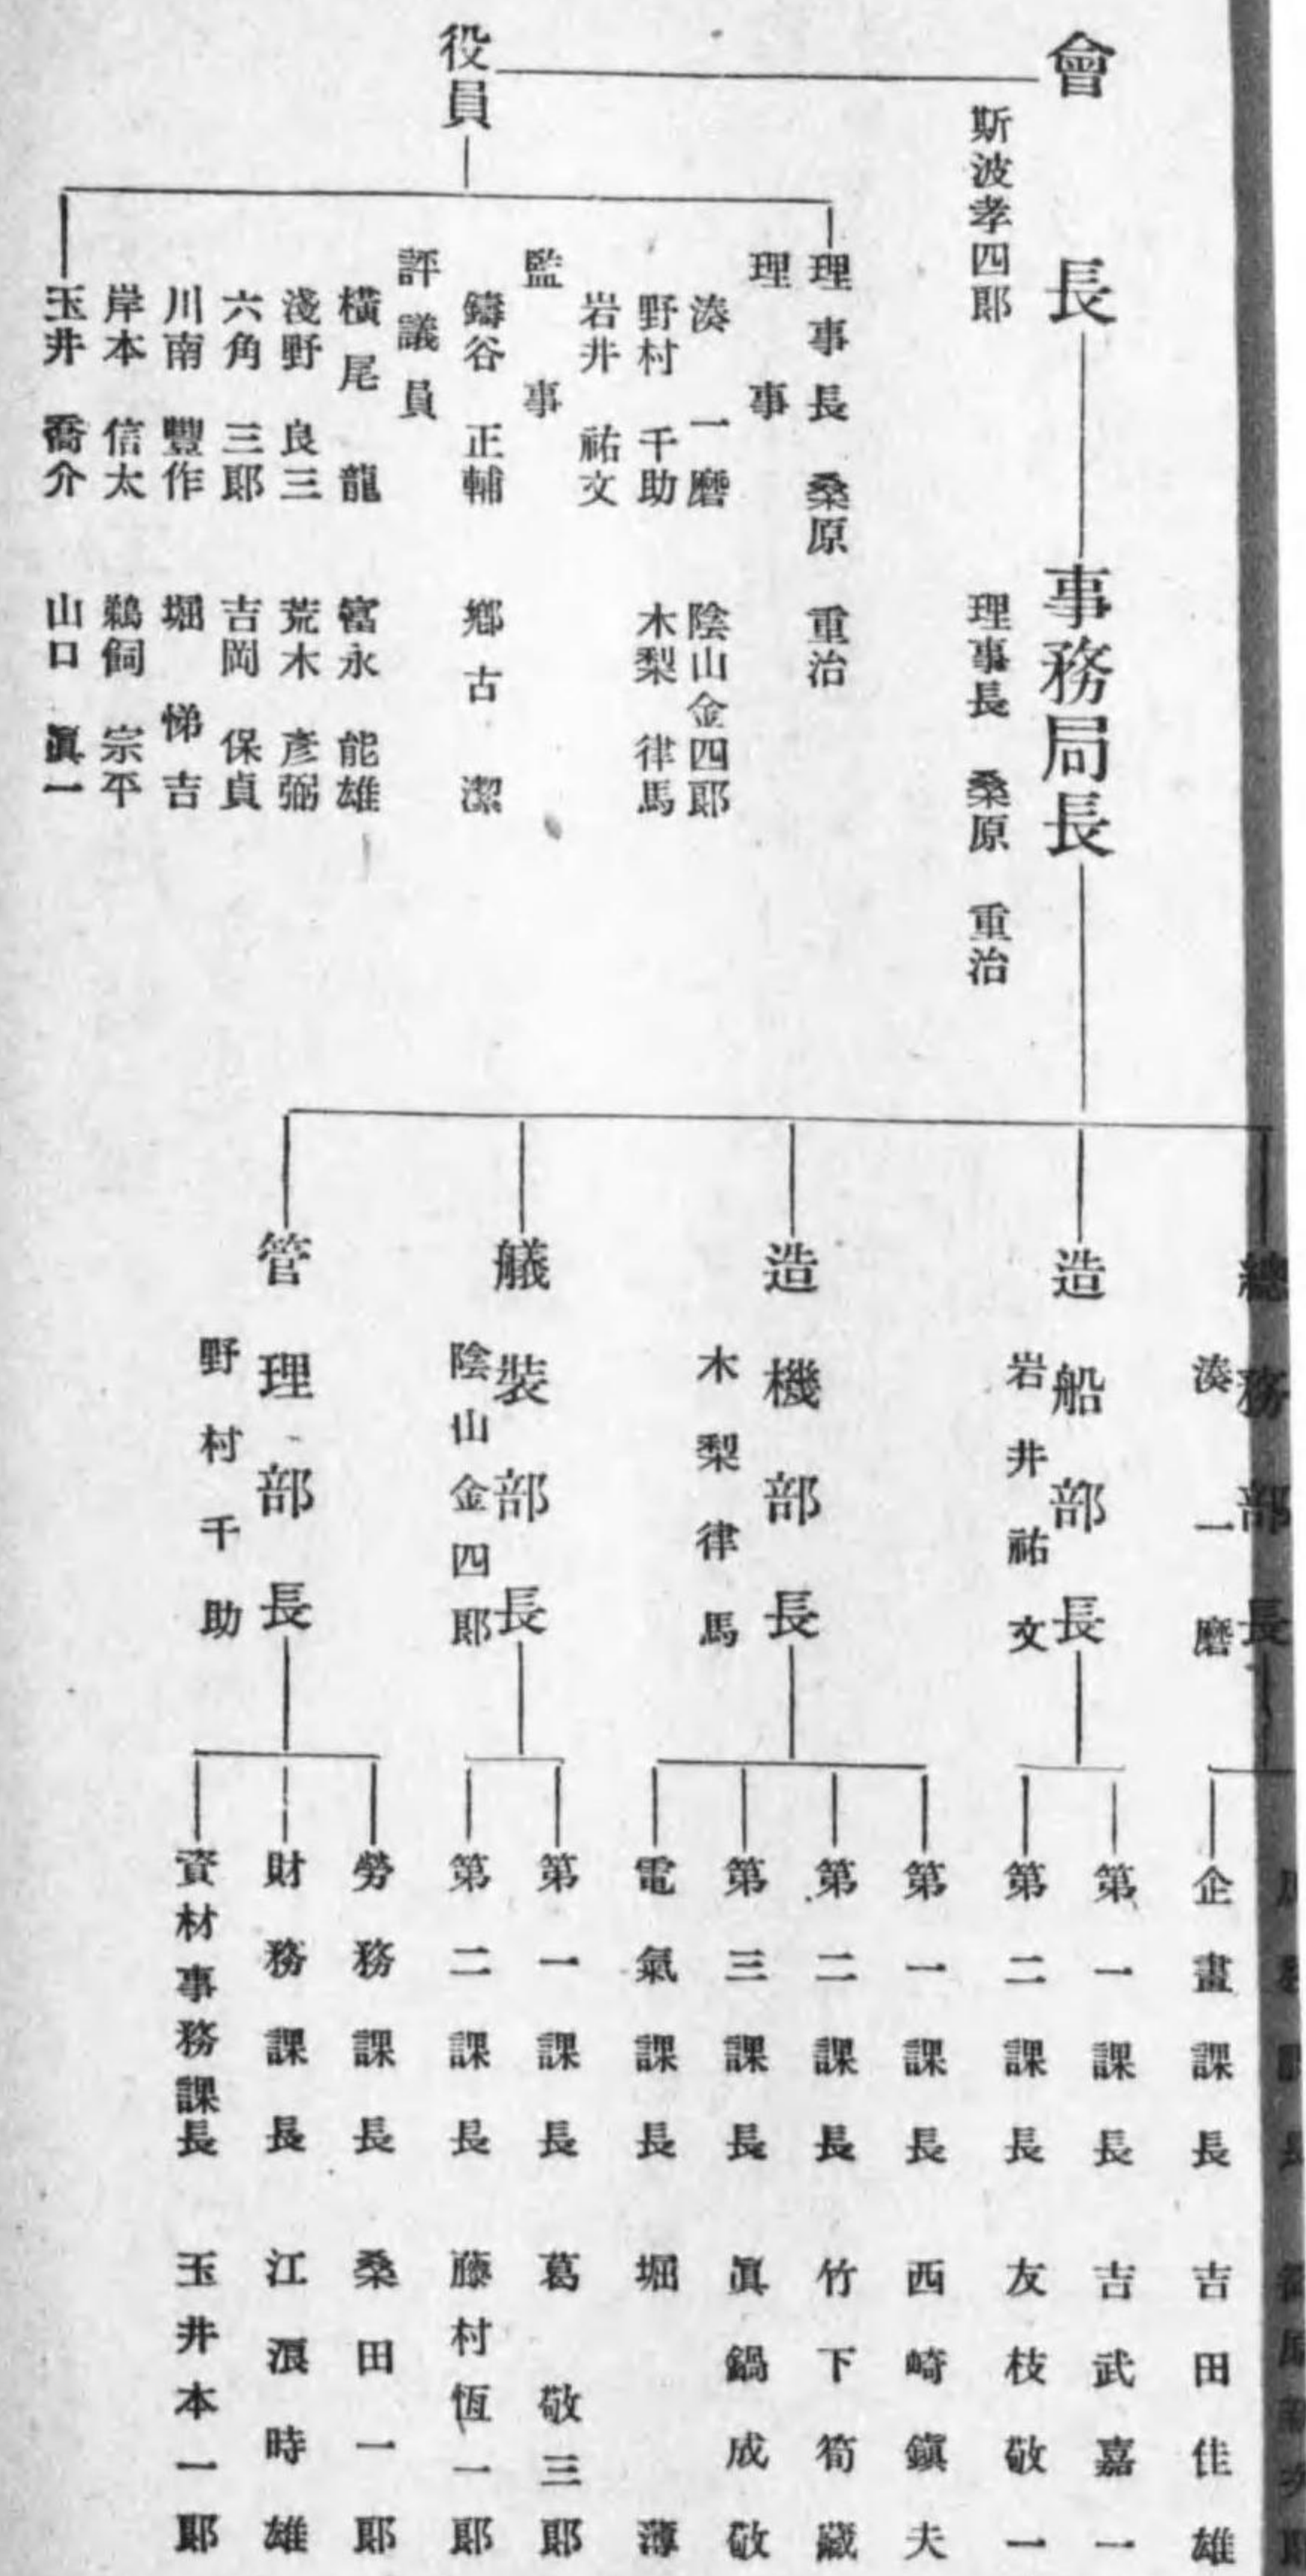 會長
斯波孝四郎
事務局長
理事長 桑原 重治
役員
理事長 桑原 重治
理事
湊 一磨 陰山金四郎
野村 千助 木梨 律馬
岩井 祐文
監事
鑄谷 正輔 鄕古 潔
評議員
橫尾 龍 富永 能雄
淺野 良三 荒木 彥弼
六角 三郎 吉岡 保貞
川南 豐作 堀 悌吉
岸本 信太 鵜飼 宗平
玉井 喬介 山口 眞一
總務部長
湊 一磨
企畫課長 吉田佳雄
造船部長
岩井祐文
第一課長 吉武嘉一
第二課長 友枝敬一
造機部長
木梨律馬
第一課長 西崎鎭夫
第二課長 竹下筍藏
第三課長 眞鍋成敬
電氣課長 堀 薄
艤裝部長
陰山金四郎
第一課長 葛 敬三郎
第二課長 藤村恆一郎
管理部長
野村千助
勞務課長 桑田一郎
財務課長 江浪時雄
資材事務課長 玉井本一郎